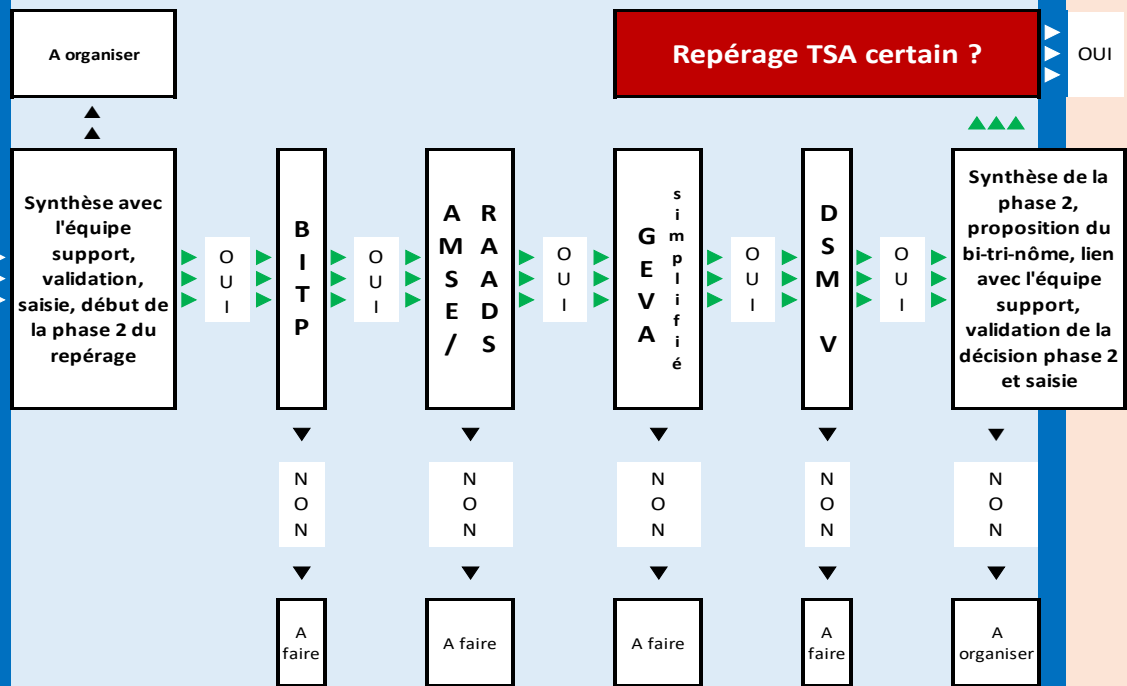 A organiser
Repérage TSA certain ?
OUI
Synthèse avec
l'équipe
support,
validation,
saisie, début de
la phase 2 du
repérage
OUI
BITP
OUI
AMSE/
RAADS
OUI
GEVA
simplifié
OUI
DSM V
OUI
Synthèse de la
phase 2,
proposition du
bi-tri-nôme, lien
avec l'équipe
support,
validation de la
décision phase 2
et saisie
NON
NON
NON
NON
NON
A
faire
A faire
A faire
A
faire
A
organiser